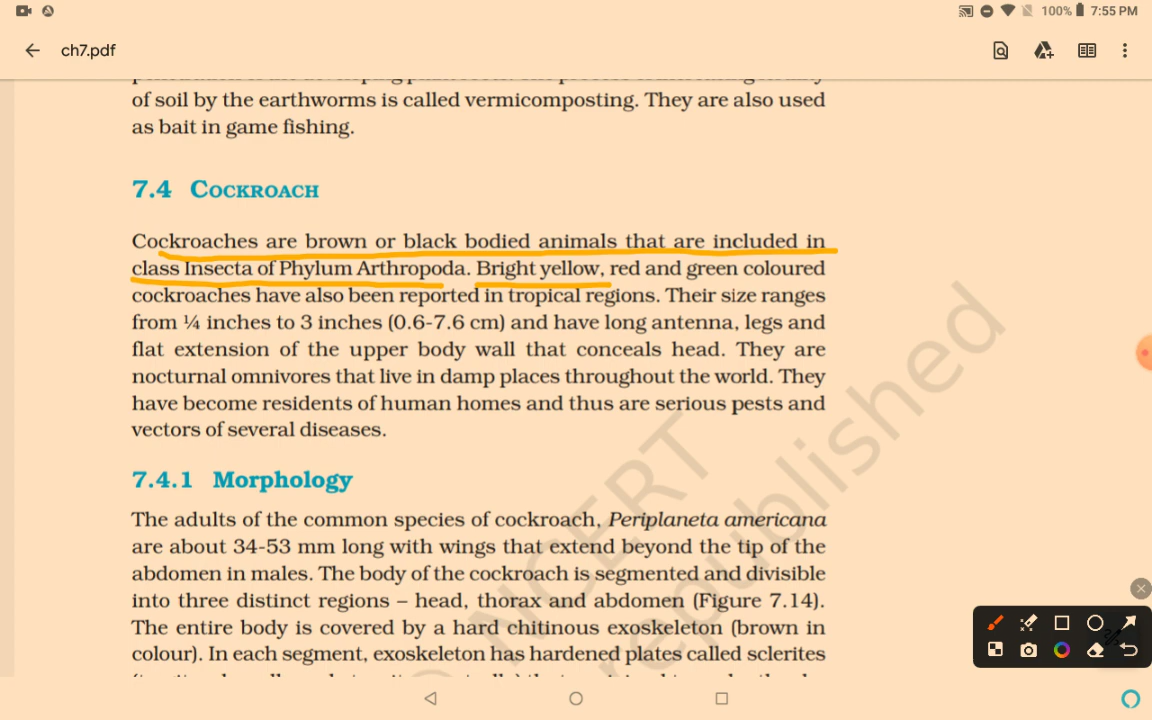 100% 7:55 PM
ch7.pdf
of soil by the earthworms is called vermicomposting. They are also used
as bait in game fishing.
7.4 COCKROACH
Cockroaches are brown or black bodied animals that are included in
class Insecta of Phylum Arthropoda. Bright yellow, red and green coloured
cockroaches have also been reported in tropical regions. Their size ranges
from ¼ inches to 3 inches (0.6-7.6 cm) and have long antenna, legs and
flat extension of the upper body wall that conceals head. They are
nocturnal omnivores that live in damp places throughout the world. They
have become residents of human homes and thus are serious pests and
vectors of several diseases.
7.4.1 Morphology
The adults of the common species of cockroach, Periplaneta americana
are about 34-53 mm long with wings that extend beyond the tip of the
abdomen in males. The body of the cockroach is segmented and divisible
into three distinct regions – head, thorax and abdomen (Figure 7.14).
The entire body is covered by a hard chitinous exoskeleton (brown in
colour). In each segment, exoskeleton has hardened plates called sclerites
© NCERT
republished